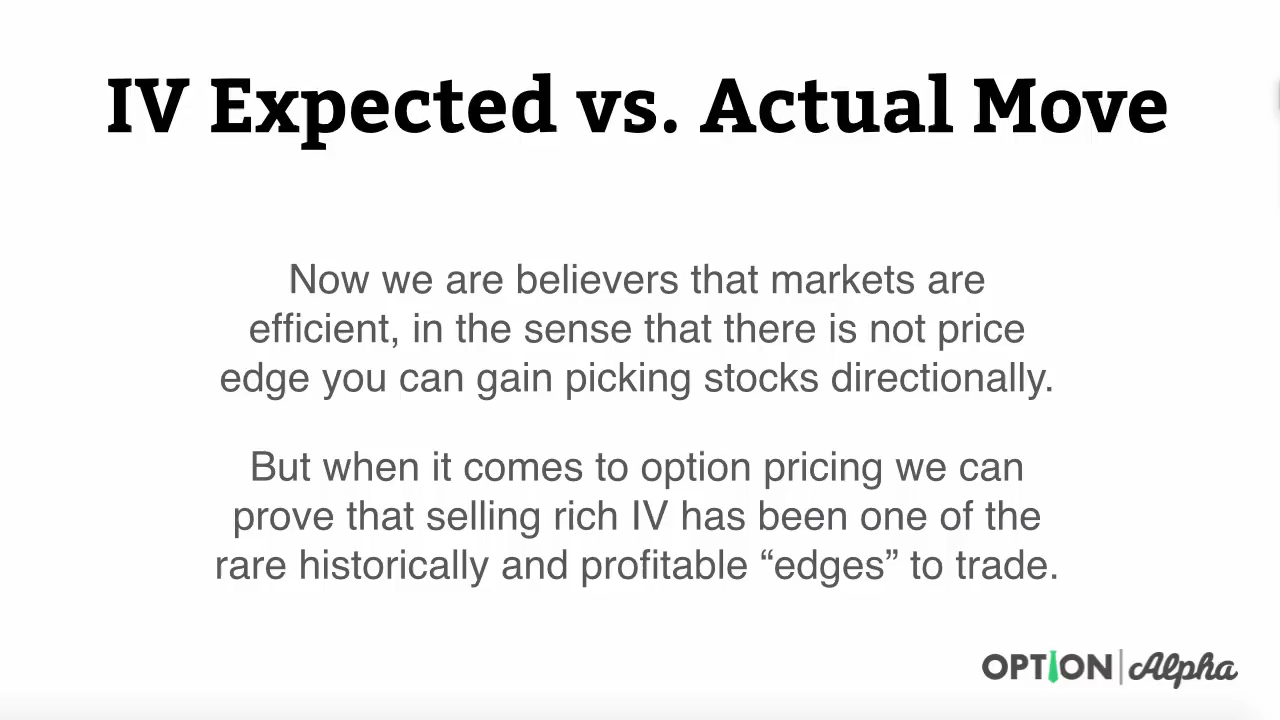 IV Expected vs. Actual Move
Now we are believers that markets are
efficient, in the sense that there is not price
edge you can gain picking stocks directionally.
But when it comes to option pricing we can
prove that selling rich IV has been one of the
rare historically and profitable “edges” to trade.
OPTION | Alpha